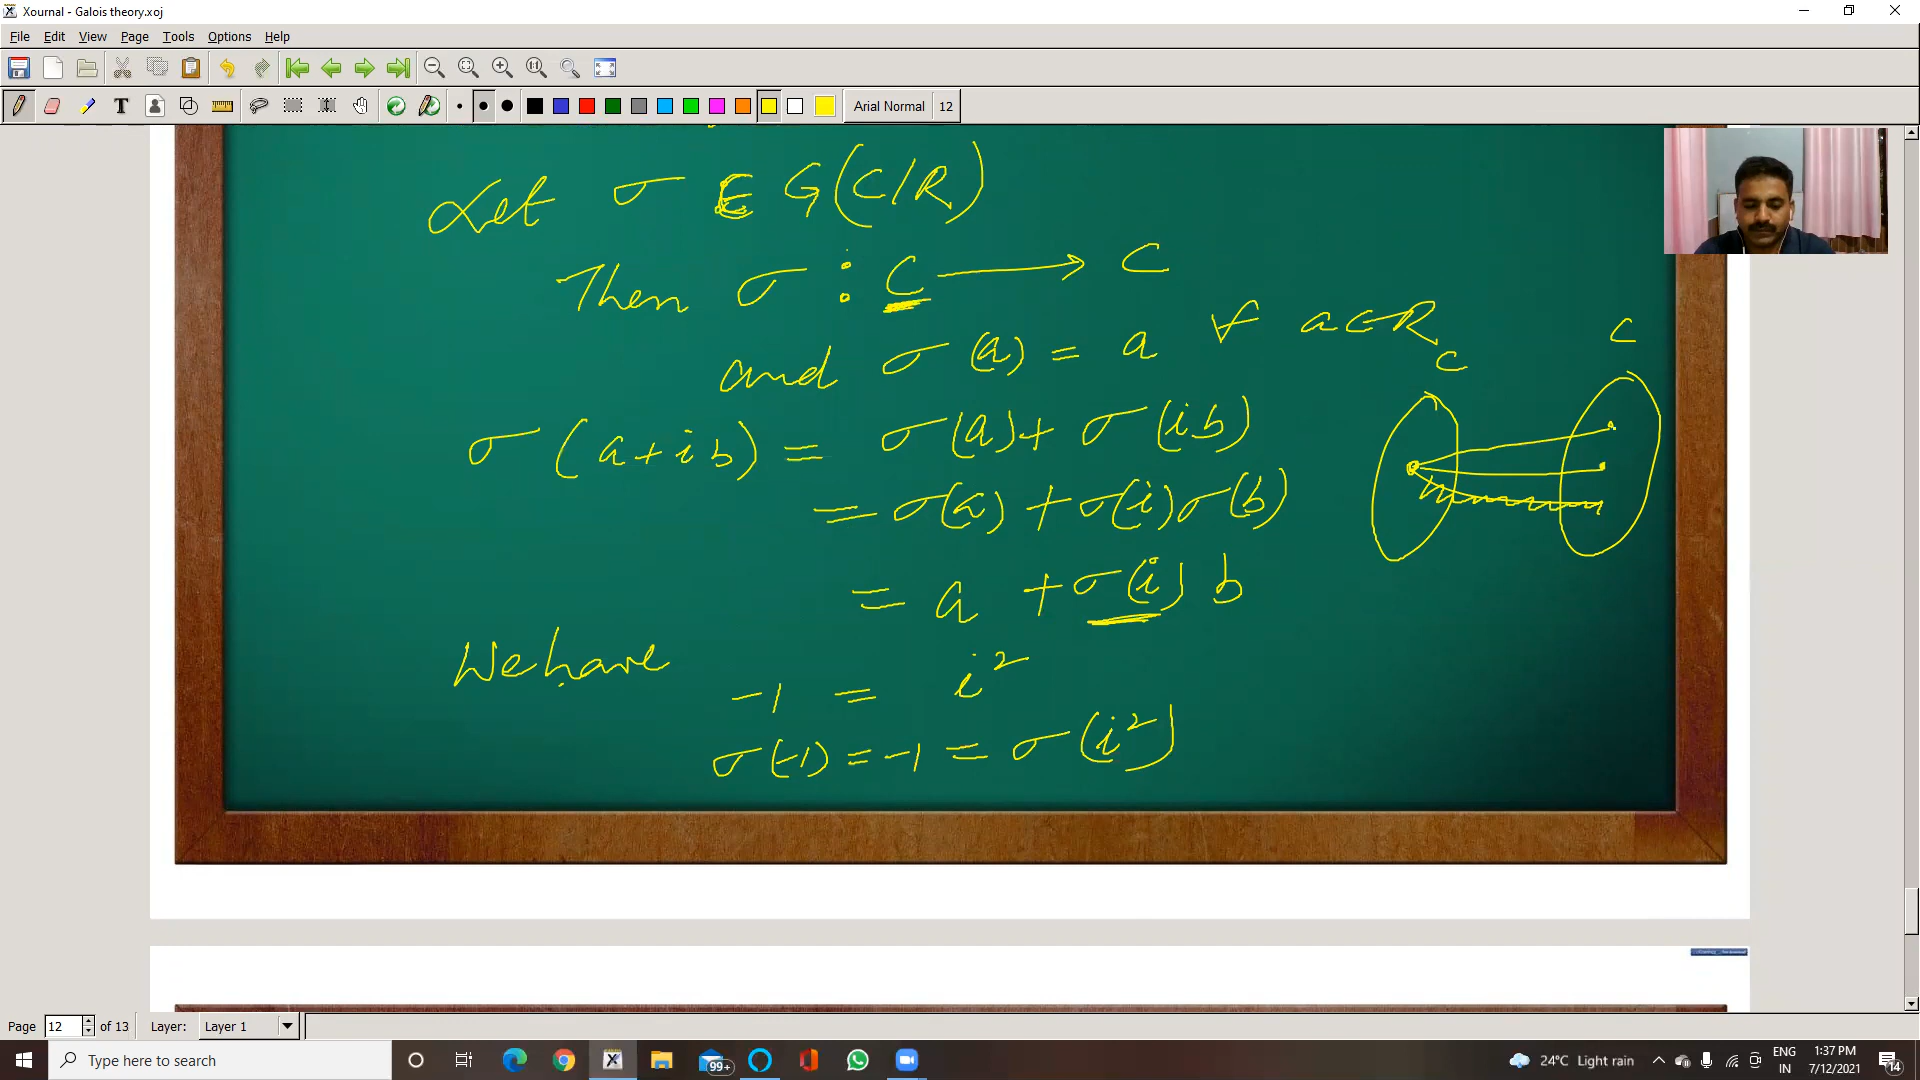 Xournal - Galois theory.xoj
File Edit View Page Tools Options Help
Arial Normal 12
Let σ ∈ G(C/R)
Then σ : C → C
and σ(a) = a ∀ a ∈ R
C C
σ(a+ib) = σ(a) + σ(ib)
= σ(a) + σ(i)σ(b)
= a + σ(i) b
We have
-1 = i²
σ(-1) = -1 = σ(i²)
Page 12 of 13 Layer: Layer 1
Type here to search
99+
24°C Light rain
ENG
IN
1:37 PM
7/12/2021
14